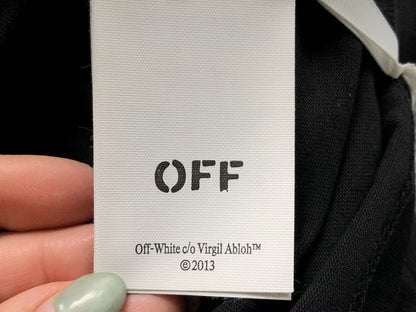 OFF
Off-White c/o Virgil Abloh™
©2013